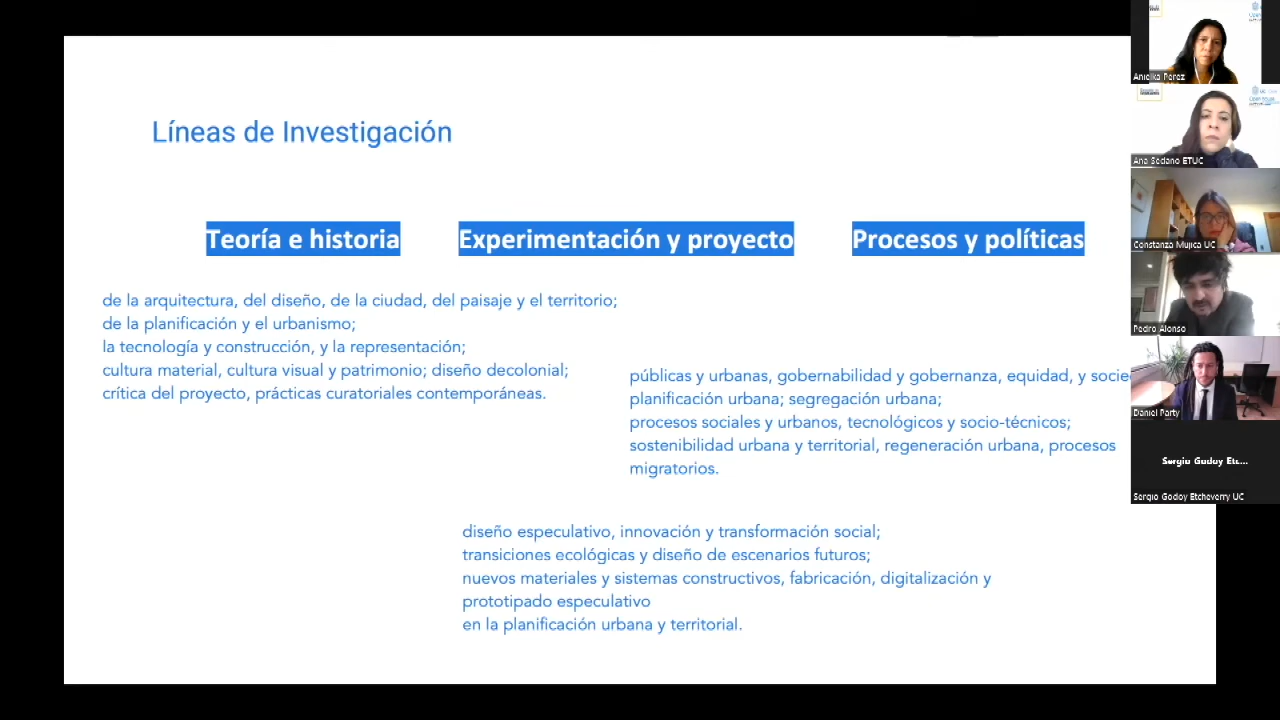 Líneas de Investigación
Teoría e historia
Experimentación y proyecto
Procesos y políticas
de la arquitectura, del diseño, de la ciudad, del paisaje y el territorio;
de la planificación y el urbanismo;
la tecnología y construcción, y la representación;
cultura material, cultura visual y patrimonio; diseño decolonial;
crítica del proyecto, prácticas curatoriales contemporáneas.
públicas y urbanas, gobernabilidad y gobernanza, equidad, y socie
planificación urbana; segregación urbana;
procesos sociales y urbanos, tecnológicos y socio-técnicos;
sostenibilidad urbana y territorial, regeneración urbana, procesos
migratorios.
diseño especulativo, innovación y transformación social;
transiciones ecológicas y diseño de escenarios futuros;
nuevos materiales y sistemas constructivos, fabricación, digitalización y
prototipado especulativo
en la planificación urbana y territorial.
Anielka Perez
Ana Sedano ETUC
Constanza Mujica UC
Pedro Alonso
Daniel Party
Sergio Godoy Etc...
Sergio Godoy Etcheverry UC